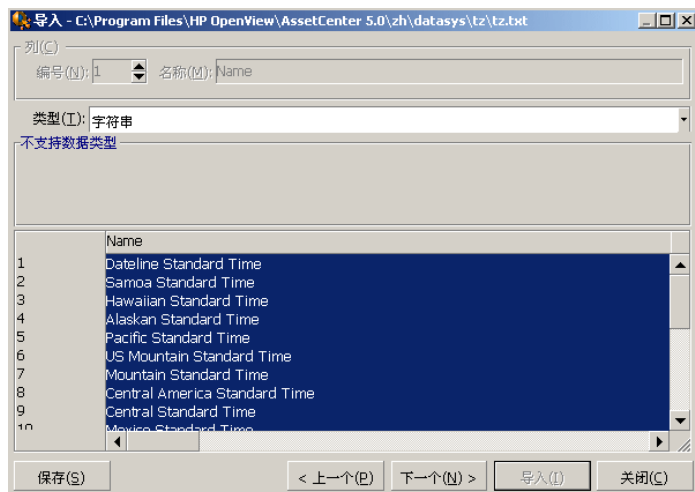 导入 - C:\Program Files\HP OpenView\AssetCenter 5.0\zh\datasys\tz\tz.txt
列(C)
编号(N): 1 名称(M): Name
类型(T): 字符串
不支持数据类型
Name
1 Dateline Standard Time
2 Samoa Standard Time
3 Hawaiian Standard Time
4 Alaskan Standard Time
5 Pacific Standard Time
6 US Mountain Standard Time
7 Mountain Standard Time
8 Central America Standard Time
9 Central Standard Time
10 Mexico Standard Time
保存(S) < 上一个(P) 下一个(N) > 导入(I) 关闭(C)